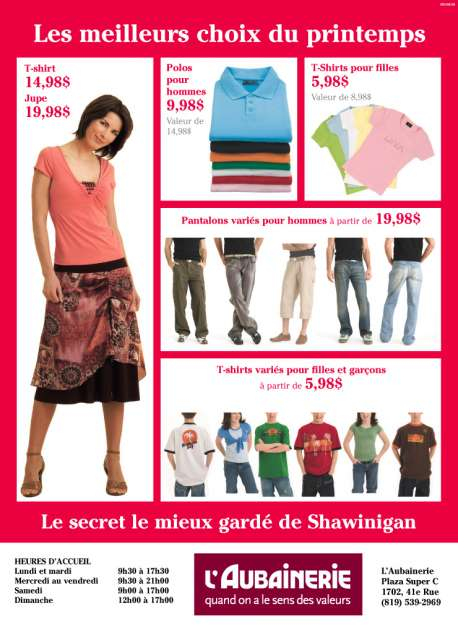 Les meilleurs choix du printemps
T-shirt
14,98$
Jupe
19,98$
Polos
pour
hommes
9,98$
Valeur de
14,98$
T-Shirts pour filles
5,98$
Valeur de 8,98$
Pantalons variés pour hommes à partir de 19,98$
T-shirts variés pour filles et garçons
à partir de 5,98$
Le secret le mieux gardé de Shawinigan
HEURES D'ACCUEIL
Lundi et mardi 9h30 à 17h30
Mercredi au vendredi 9h30 à 21h00
Samedi 9h00 à 17h00
Dimanche 12h00 à 17h00
L'AUBAINERIE
quand on a le sens des valeurs
L'Aubainerie
Plaza Super C
1702, 41e Rue
(819) 539-2969